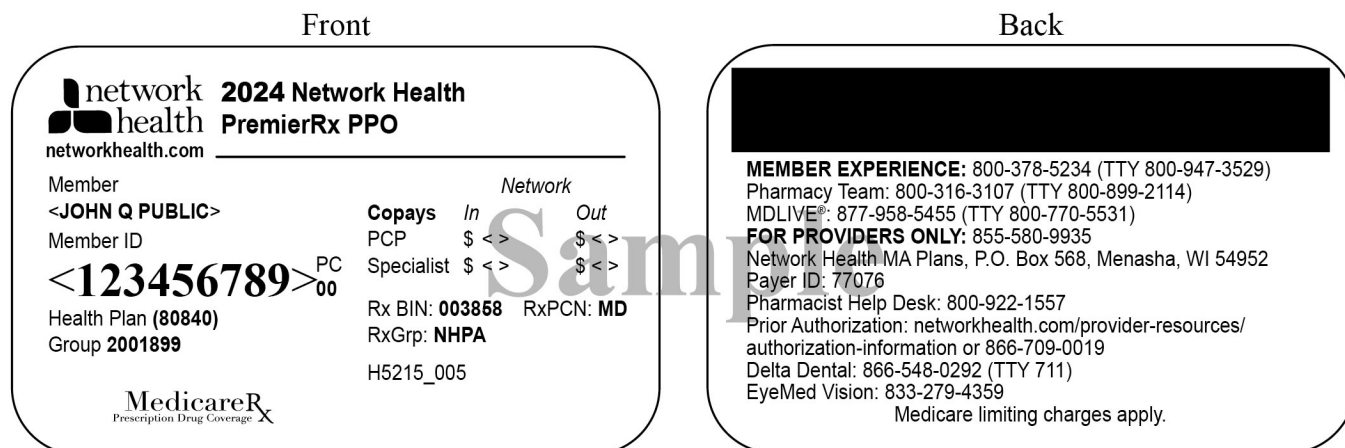 Front
network health
networkhealth.com
2024 Network Health
PremierRx PPO
Member
<JOHN Q PUBLIC>
Member ID
<123456789> PC 00
Health Plan (80840)
Group 2001899
Network
Copays In Out
PCP $ < > $ < >
Specialist $ < > $ < >
Rx BIN: 003858 RxPCN: MD
RxGrp: NHPA
H5215_005
MedicareRx
Prescription Drug Coverage
Sample
Back
MEMBER EXPERIENCE: 800-378-5234 (TTY 800-947-3529)
Pharmacy Team: 800-316-3107 (TTY 800-899-2114)
MDLIVE®: 877-958-5455 (TTY 800-770-5531)
FOR PROVIDERS ONLY: 855-580-9935
Network Health MA Plans, P.O. Box 568, Menasha, WI 54952
Payer ID: 77076
Pharmacist Help Desk: 800-922-1557
Prior Authorization: networkhealth.com/provider-resources/
authorization-information or 866-709-0019
Delta Dental: 866-548-0292 (TTY 711)
EyeMed Vision: 833-279-4359
Medicare limiting charges apply.